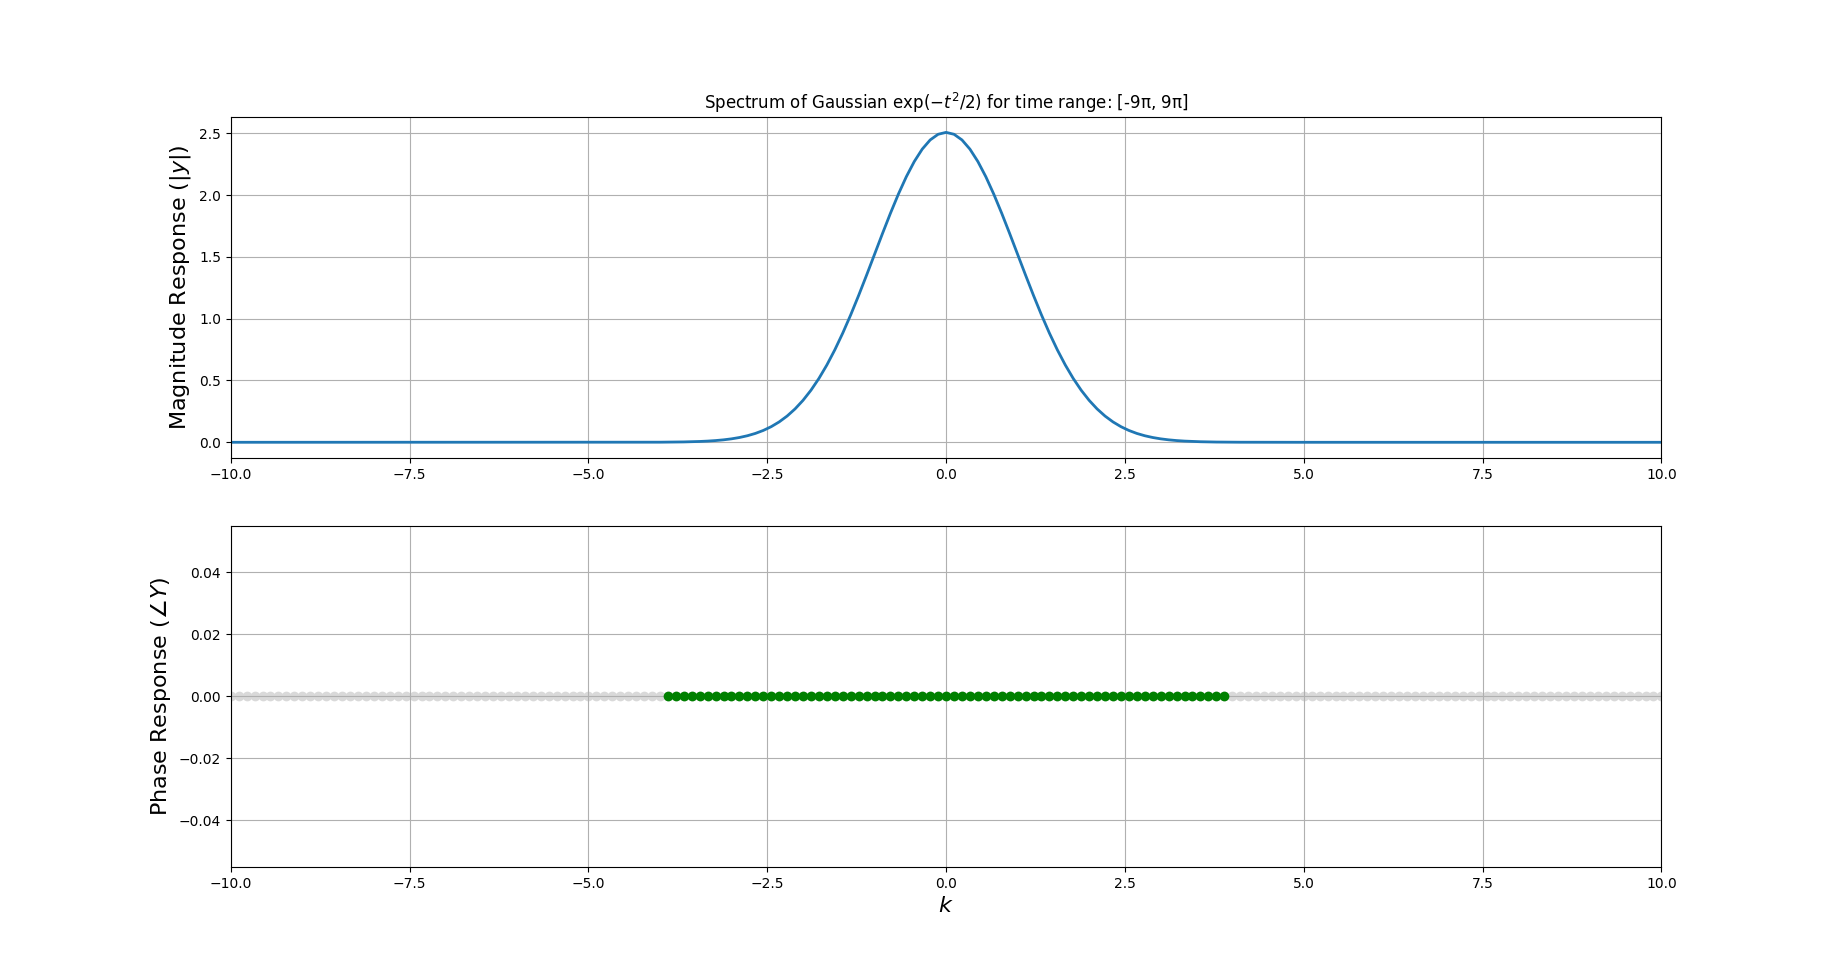 Spectrum of Gaussian exp(−t²/2) for time range: [-9π, 9π]
Magnitude Response (|y|)
2.5
2.0
1.5
1.0
0.5
0.0
−10.0 −7.5 −5.0 −2.5 0.0 2.5 5.0 7.5 10.0
Phase Response (∠Y)
0.04
0.02
0.00
−0.02
−0.04
−10.0 −7.5 −5.0 −2.5 0.0 2.5 5.0 7.5 10.0
k